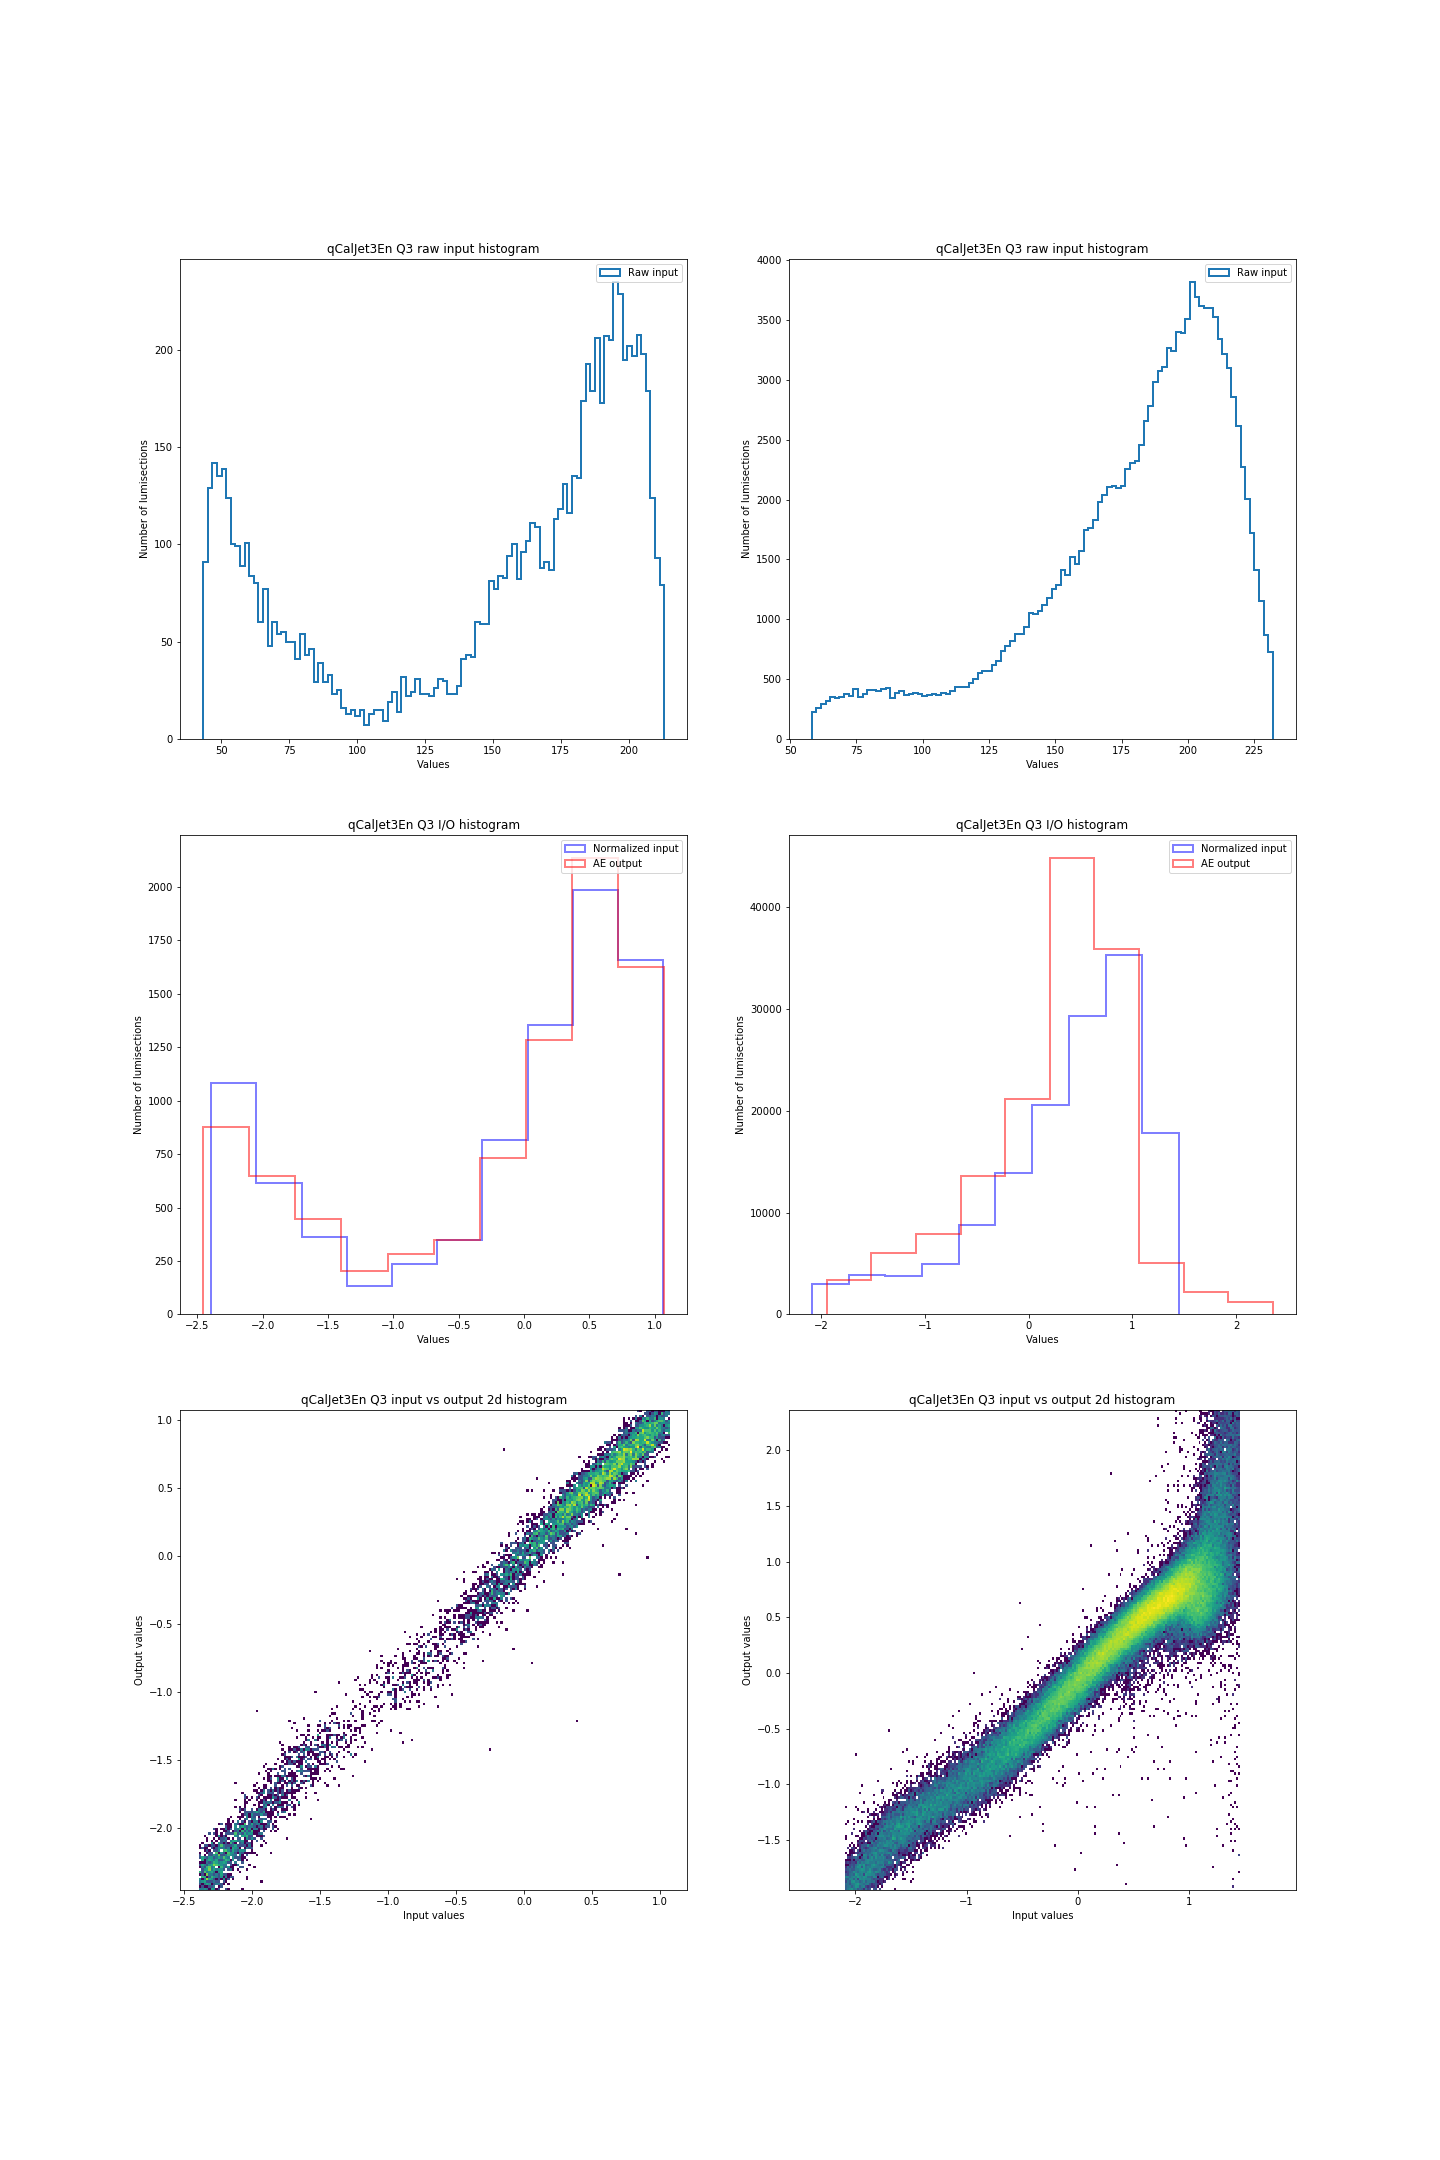 qCalJet3En Q3 raw input histogram
Raw input
200
150
100
50
0
Number of lumisections
50 75 100 125 150 175 200
Values
qCalJet3En Q3 raw input histogram
Raw input
4000
3500
3000
2500
2000
1500
1000
500
0
Number of lumisections
50 75 100 125 150 175 200 225
Values
qCalJet3En Q3 I/O histogram
Normalized input
AE output
2000
1750
1500
1250
1000
750
500
250
0
Number of lumisections
−2.5 −2.0 −1.5 −1.0 −0.5 0.0 0.5 1.0
Values
qCalJet3En Q3 I/O histogram
Normalized input
AE output
40000
30000
20000
10000
0
Number of lumisections
−2 −1 0 1 2
Values
qCalJet3En Q3 input vs output 2d histogram
1.0
0.5
0.0
−0.5
−1.0
−1.5
−2.0
Output values
−2.5 −2.0 −1.5 −1.0 −0.5 0.0 0.5 1.0
Input values
qCalJet3En Q3 input vs output 2d histogram
2.0
1.5
1.0
0.5
0.0
−0.5
−1.0
−1.5
Output values
−2 −1 0 1
Input values